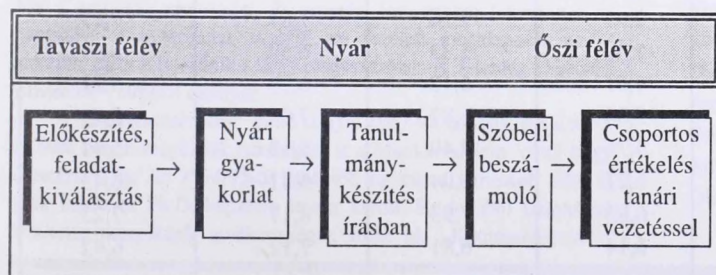 Tavaszi félév Nyár Őszi félév
Előkészítés,
feladat-
kiválasztás
→
Nyári
gya-
korlat
→
Tanul-
mány-
készítés
írásban
→
Szóbeli
beszá-
moló
→
Csoportos
értékelés
tanári
vezetéssel